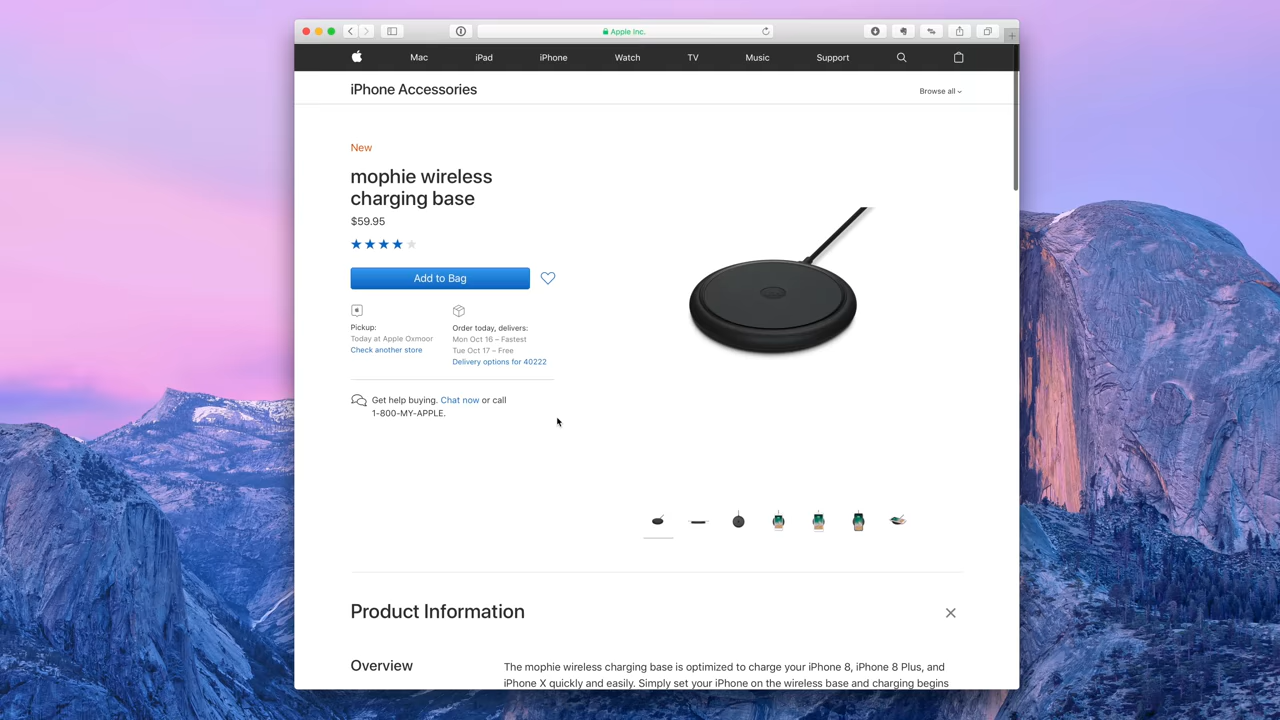 Apple Inc.
Mac iPad iPhone Watch TV Music Support
iPhone Accessories
Browse all
New
mophie wireless
charging base
$59.95
Add to Bag
Pickup:
Today at Apple Oxmoor
Check another store
Order today, delivers:
Mon Oct 16 – Fastest
Tue Oct 17 – Free
Delivery options for 40222
Get help buying. Chat now or call
1-800-MY-APPLE.
Product Information
Overview
The mophie wireless charging base is optimized to charge your iPhone 8, iPhone 8 Plus, and
iPhone X quickly and easily. Simply set your iPhone on the wireless base and charging begins